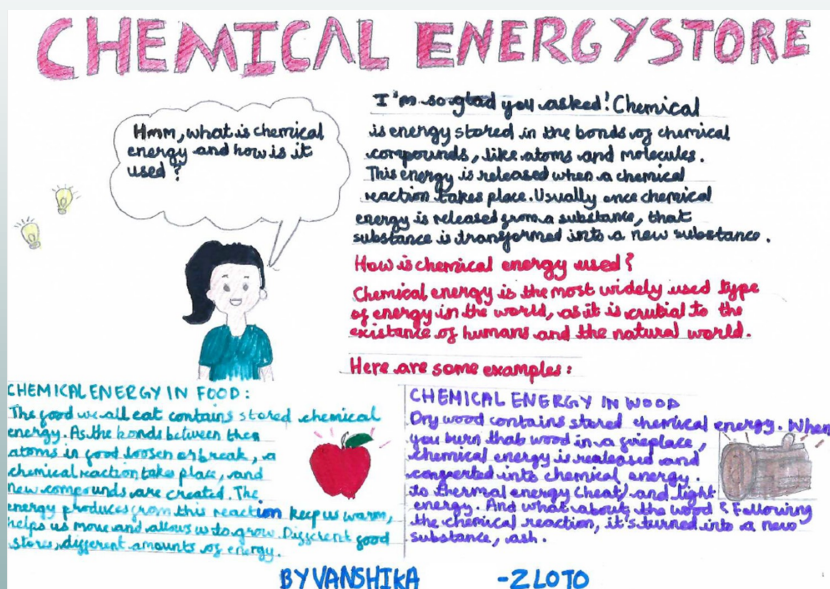 CHEMICAL ENERGY STORE
Hmm, what is chemical
energy and how is it
used?
I'm so glad you asked! Chemical
is energy stored in the bonds of chemical
compounds, like atoms and molecules.
This energy is released when a chemical
reaction takes place. Usually once chemical
energy is released from a substance, that
substance is transformed into a new substance.
How is chemical energy used?
Chemical energy is the most widely used type
of energy in the world, as it is crutial to the
existance of humans and the natural world.
Here are some examples:
CHEMICAL ENERGY IN FOOD:
The food we all eat contains stored chemical
energy. As the bonds between then
atoms in food loosen or break, a
chemical reaction takes place, and
new compounds are created. The
energy produces from this reaction keep us warm,
helps us move and allows us to grow. Different food
stores, different amounts of energy.
CHEMICAL ENERGY IN WOOD
Dry wood contains stored chemical energy. When
you burn that wood in a fireplace,
chemical energy is realeased and
converted into chemical energy.
to thermal energy (heat) and light
energy. And what about the wood? Following
the chemical reaction, it's turned into a new
substance, ash.
BY VANSHIKA -2LOTO